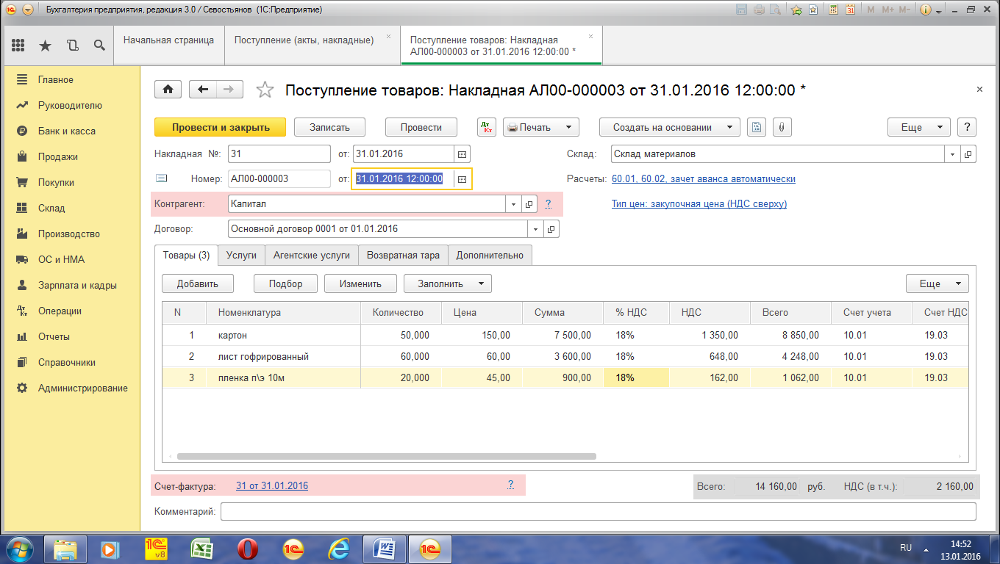 Бухгалтерия предприятия, редакция 3.0 / Севостьянов (1С:Предприятие)
M M+ M-
Начальная страница
Поступление (акты, накладные)
Поступление товаров: Накладная
АЛ00-000003 от 31.01.2016 12:00:00 *
Главное
Руководителю
Банк и касса
Продажи
Покупки
Склад
Производство
ОС и НМА
Зарплата и кадры
Операции
Отчеты
Справочники
Администрирование
Поступление товаров: Накладная АЛ00-000003 от 31.01.2016 12:00:00 *
Провести и закрыть Записать Провести Дт Кт Печать Создать на основании Еще ?
Накладная №: 31 от: 31.01.2016 Склад: Склад материалов
Номер: АЛ00-000003 от: 31.01.2016 12:00:00 Расчеты: 60.01, 60.02, зачет аванса автоматически
Контрагент: Капитал ? Тип цен: закупочная цена (НДС сверху)
Договор: Основной договор 0001 от 01.01.2016
Товары (3) Услуги Агентские услуги Возвратная тара Дополнительно
Добавить Подбор Изменить Заполнить Еще
N Номенклатура Количество Цена Сумма % НДС НДС Всего Счет учета Счет НДС
1 картон 50,000 150,00 7 500,00 18% 1 350,00 8 850,00 10.01 19.03
2 лист гофрированный 60,000 60,00 3 600,00 18% 648,00 4 248,00 10.01 19.03
3 пленка п\э 10м 20,000 45,00 900,00 18% 162,00 1 062,00 10.01 19.03
Счет-фактура: 31 от 31.01.2016 ? Всего: 14 160,00 руб. НДС (в т.ч.): 2 160,00
Комментарий:
RU 14:52
13.01.2016